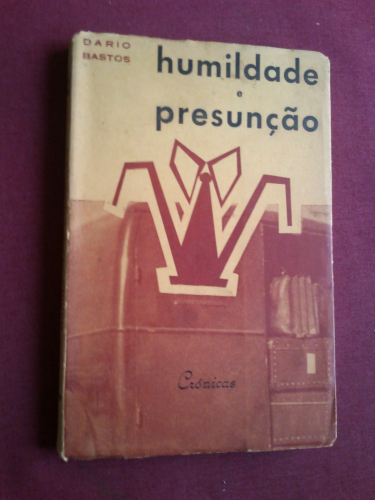 DARIO
BASTOS
humildade
e
presunção
Crónicas